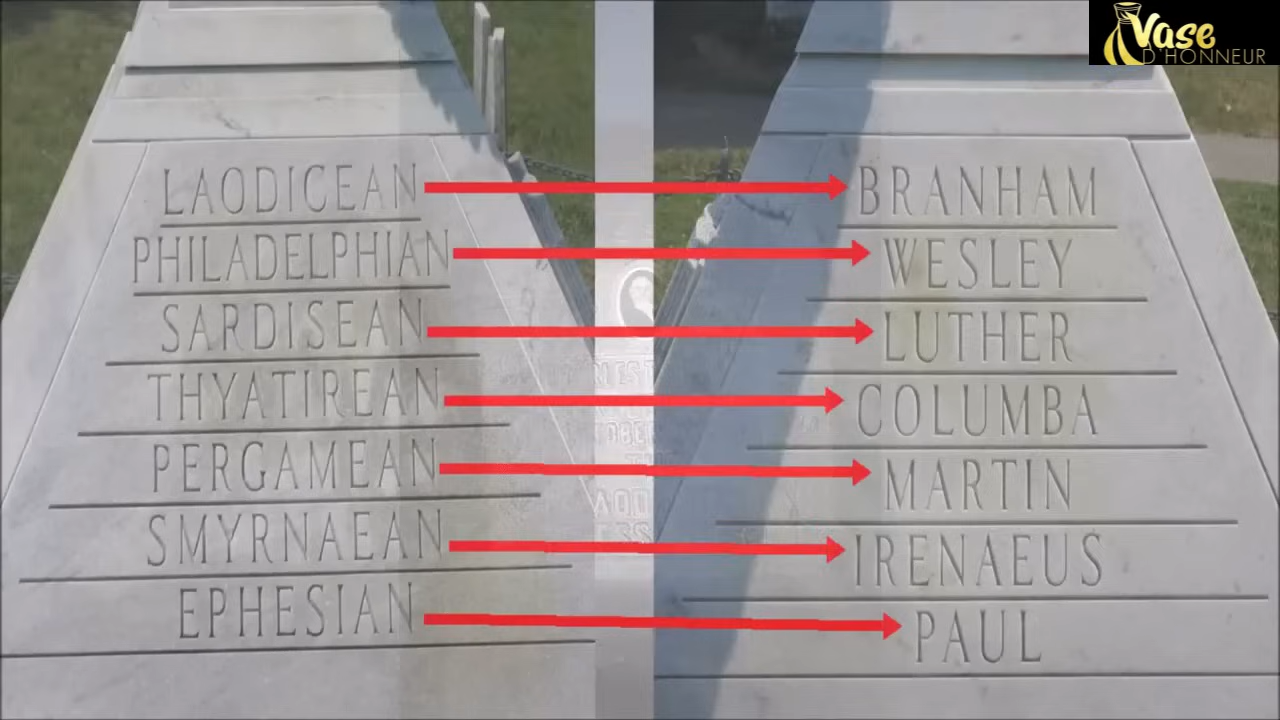 Vase
D'HONNEUR
LAODICEAN BRANHAM
PHILADELPHIAN WESLEY
SARDISEAN LUTHER
THYATIREAN COLUMBA
PERGAMEAN MARTIN
SMYRNAEAN IRENAEUS
EPHESIAN PAUL